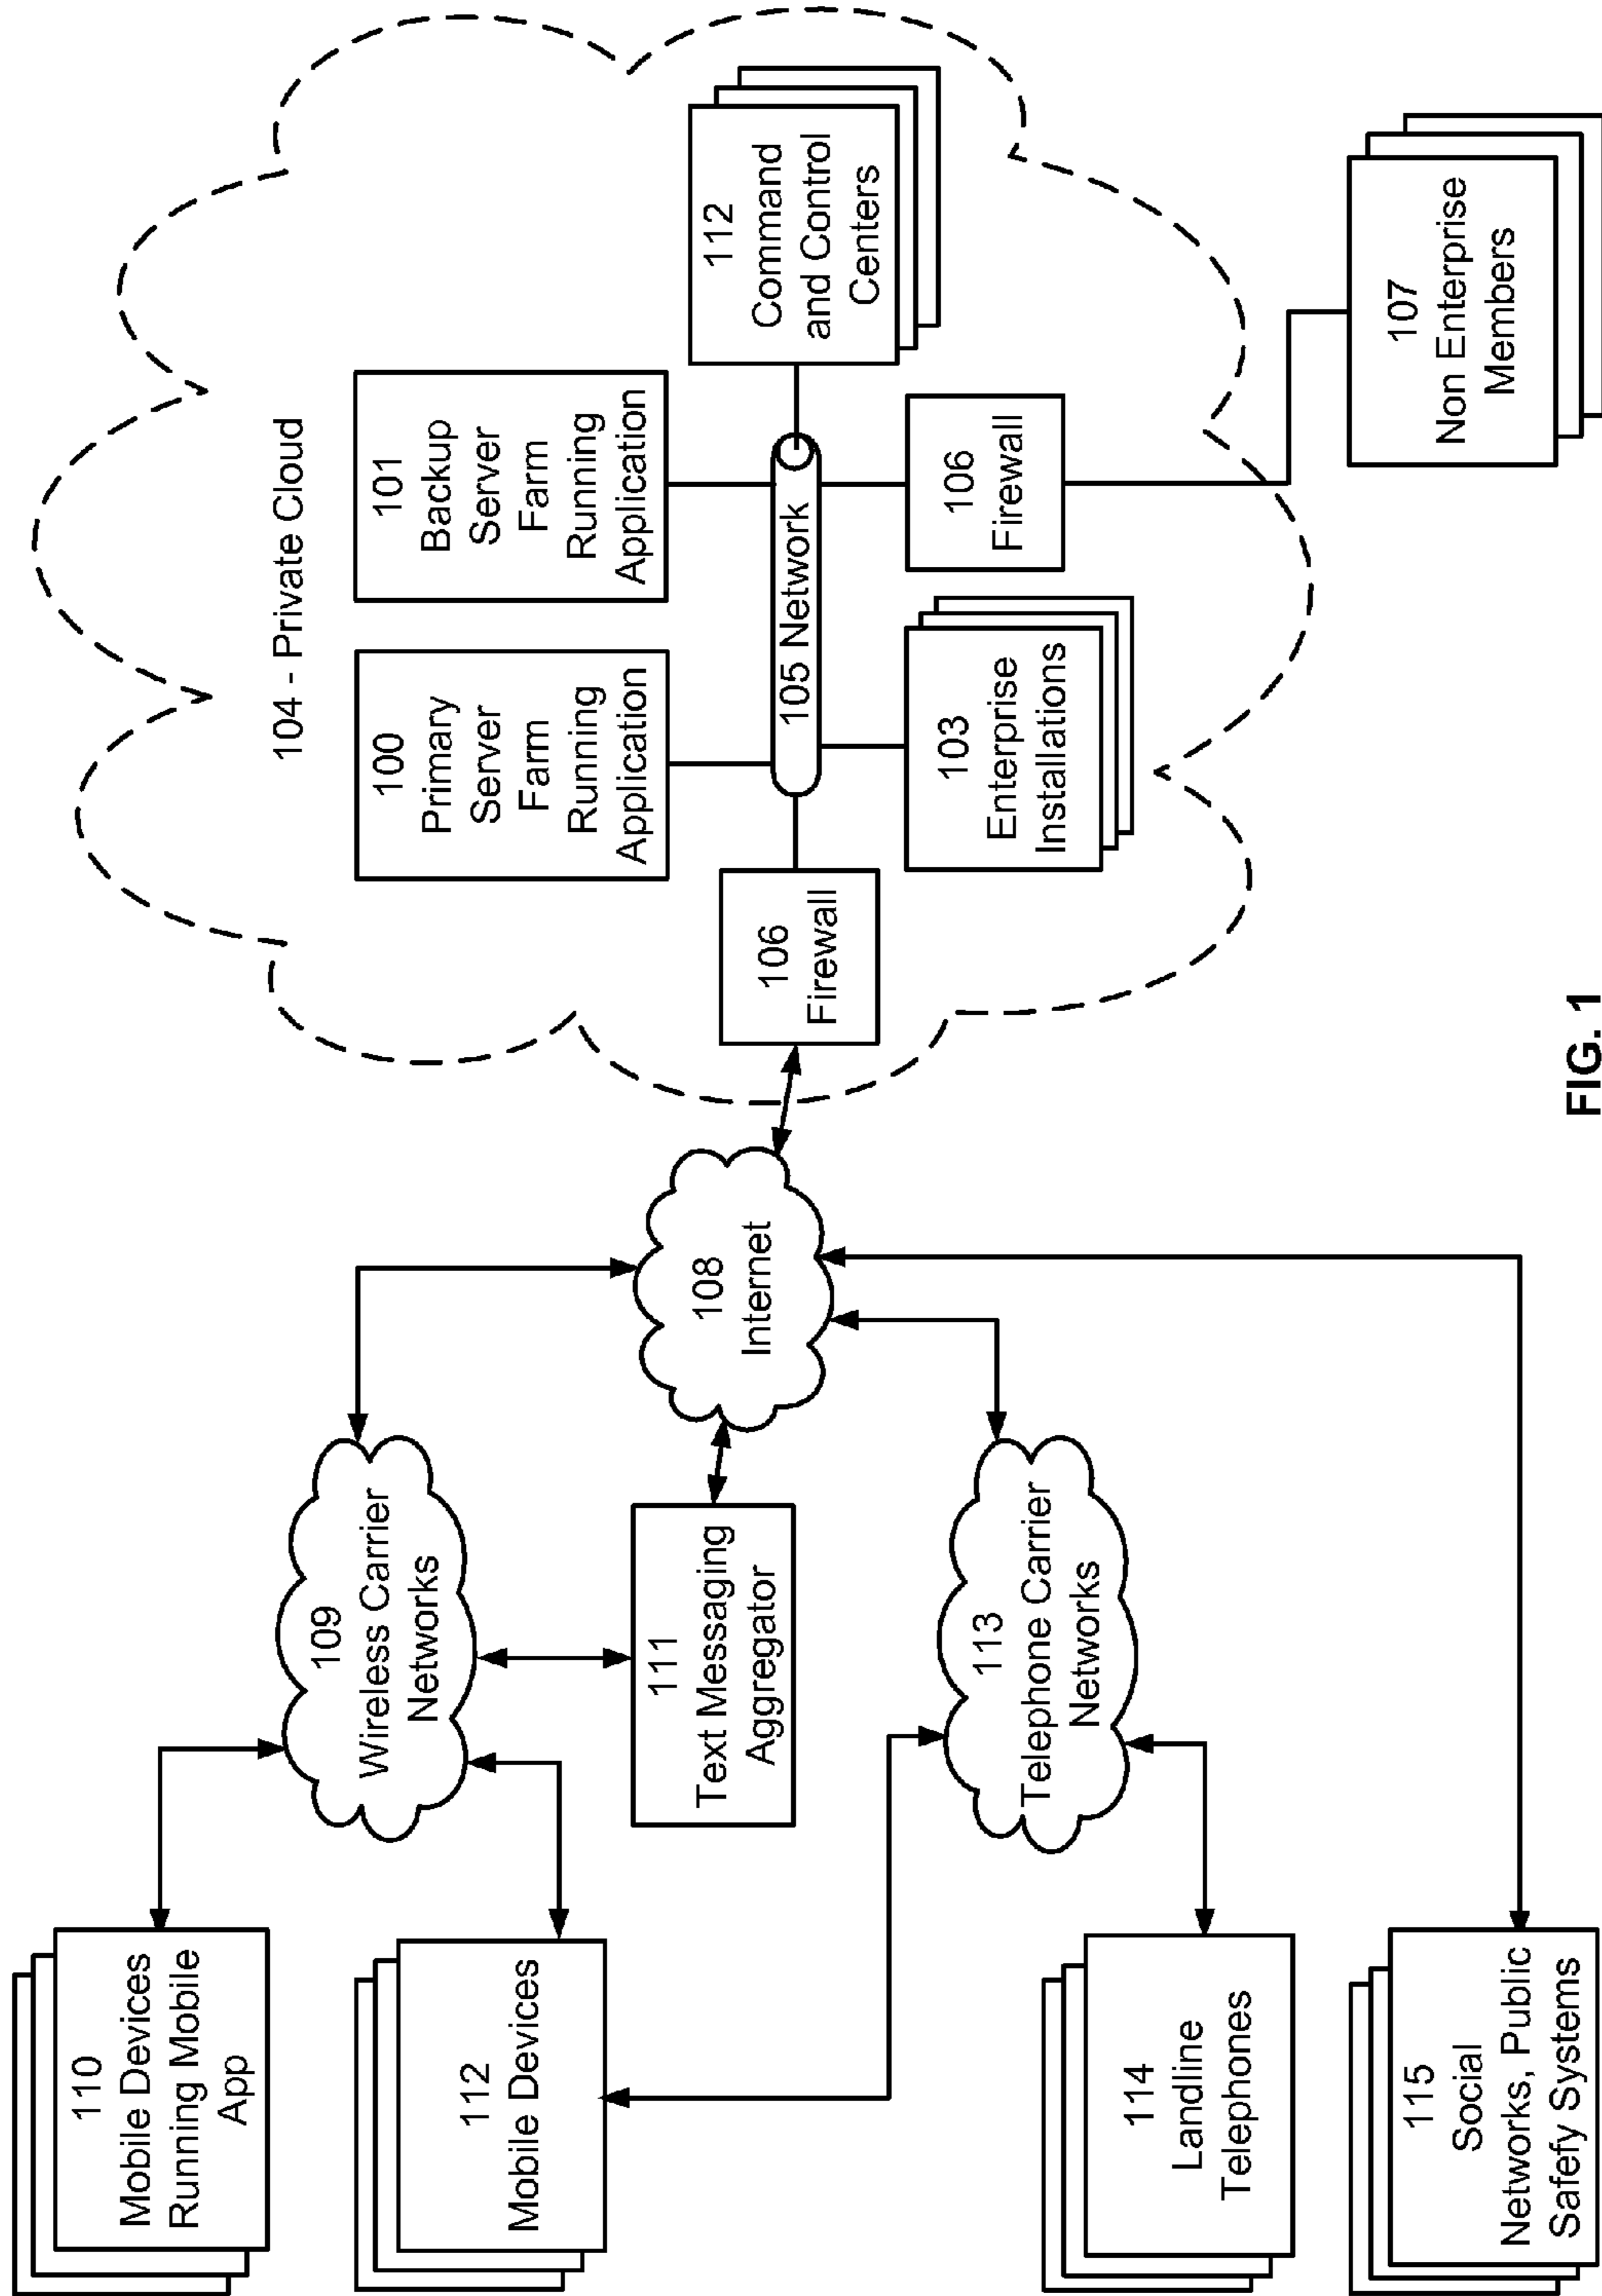 110
Mobile Devices
Running Mobile
App
112
Mobile Devices
114
Landline
Telephones
115
Social
Networks, Public
Safefy Systems
109
Wireless Carrier
Networks
111
Text Messaging
Aggregator
113
Telephone Carrier
Networks
108
Internet
104 - Private Cloud
106
Firewall
100
Primary
Server
Farm
Running
Application
101
Backup
Server
Farm
Running
Application
105 Network
103
Enterprise
Installations
106
Firewall
112
Command
and Control
Centers
107
Non Enterprise
Members
FIG. 1